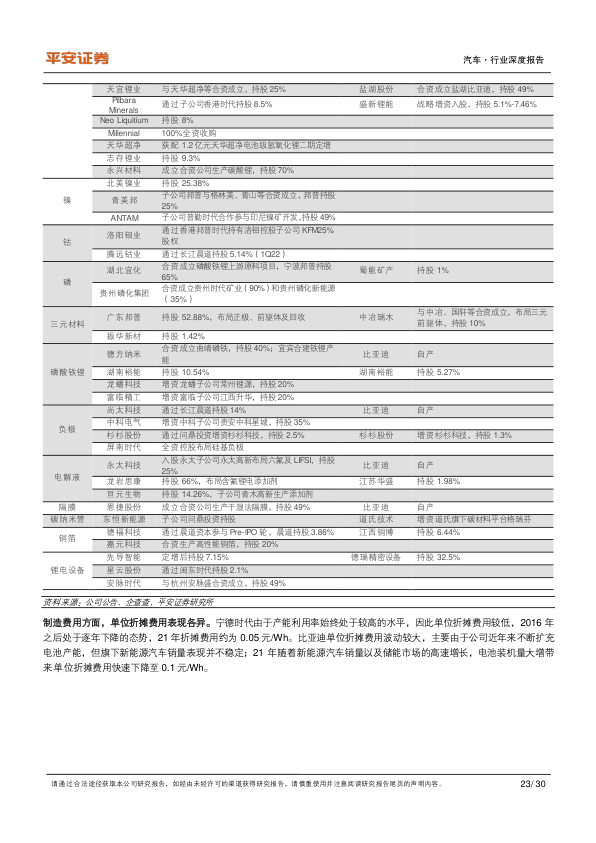 平安证券
汽车·行业深度报告
天宜锂业 与天华超净等合资成立，持股 25% 盐湖股份 合资成立盐湖比亚迪，持股 49%
Pilbara Minerals 通过子公司香港时代持股 8.5% 盛新锂能 战略增资入股，持股 5.1%-7.46%
Neo Liquitium 持股 8%
Millennial 100%全资收购
天华超净 获配 1.2 亿元天华超净电池级氢氧化锂二期定增
志存锂业 持股 9.3%
永兴材料 成立合资公司生产碳酸锂，持股 70%
镍 北美镍业 持股 25.38%
青美邦 子公司邦普与格林美、青山等合资成立，邦普持股
25%
ANTAM 子公司普勤时代合作参与印尼镍矿开发,持股 49%
钴 洛阳钼业 通过香港邦普时代持有洛钼控股子公司 KFM25%
股权
腾远钴业 通过长江晨道持股 5.14%（1Q22）
磷 湖北宜化 合资成立磷酸铁锂上游原料项目，宁波邦普持股
65% 蜀能矿产 持股 1%
贵州磷化集团 合资成立贵州时代矿业（90%）和贵州磷化新能源
（35%）
三元材料 广东邦普 持股 52.88%，布局正极、前驱体及回收 中冶瑞木 与中冶、国轩等合资成立，布局三元
前驱体，持股 10%
振华新材 持股 1.42%
磷酸铁锂 德方纳米 合资成立曲靖磷铁，持股 40%；宜宾合建铁锂产
能 比亚迪 自产
湖南裕能 持股 10.54% 湖南裕能 持股 5.27%
龙蟠科技 增资龙蟠子公司常州锂源，持股 20%
富临精工 增资富临子公司江西升华，持股 20%
负极 尚太科技 通过长江晨道持股 14% 比亚迪 自产
中科电气 增资中科子公司贵安中科星城，持股 35%
杉杉股份 通过问鼎投资增资杉杉科技，持股 2.5% 杉杉股份 增资杉杉科技，持股 1.3%
屏南时代 全资控股布局硅基负极
电解液 永太科技 入股永太子公司永太高新布局六氟及 LIFSI，持股
25% 比亚迪 自产
龙岩思康 持股 66%，布局含氟锂电添加剂 江苏华盛 持股 1.98%
亘元生物 持股 14.26%，子公司青木高新生产添加剂
隔膜 恩捷股份 成立合资公司生产干湿法隔膜，持股 49% 比亚迪 自产
碳纳米管 东恒新能源 子公司问鼎投资持股 道氏技术 增资道氏旗下碳材料平台格瑞芬
铜箔 德福科技 通过晨道资本参与 Pre-IPO 轮，晨道持股 3.86% 江西铜博 持股 6.44%
嘉元科技 合资生产高性能铜箔，持股 20%
锂电设备 先导智能 定增后持股 7.15% 德瑞精密设备 持股 32.5%
星云股份 通过闽东时代持股 2.1%
安脉时代 与杭州安脉盛合资成立，持股 49%
资料来源：公司公告、企查查、平安证券研究所
制造费用方面，单位折摊费用表现各异。宁德时代由于产能利用率始终处于较高的水平，因此单位折摊费用较低，2016 年
之后处于逐年下降的态势，21 年折摊费用约为 0.05 元/Wh。比亚迪单位折摊费用波动较大，主要由于公司近年来不断扩充
电池产能，但旗下新能源汽车销量表现并不稳定；21 年随着新能源汽车销量以及储能市场的高速增长，电池装机量大增带
来单位折摊费用快速下降至 0.1 元/Wh。
请通过合法途径获取本公司研究报告，如经由未经许可的渠道获得研究报告，请慎重使用并注意阅读研究报告尾页的声明内容。
23/ 30